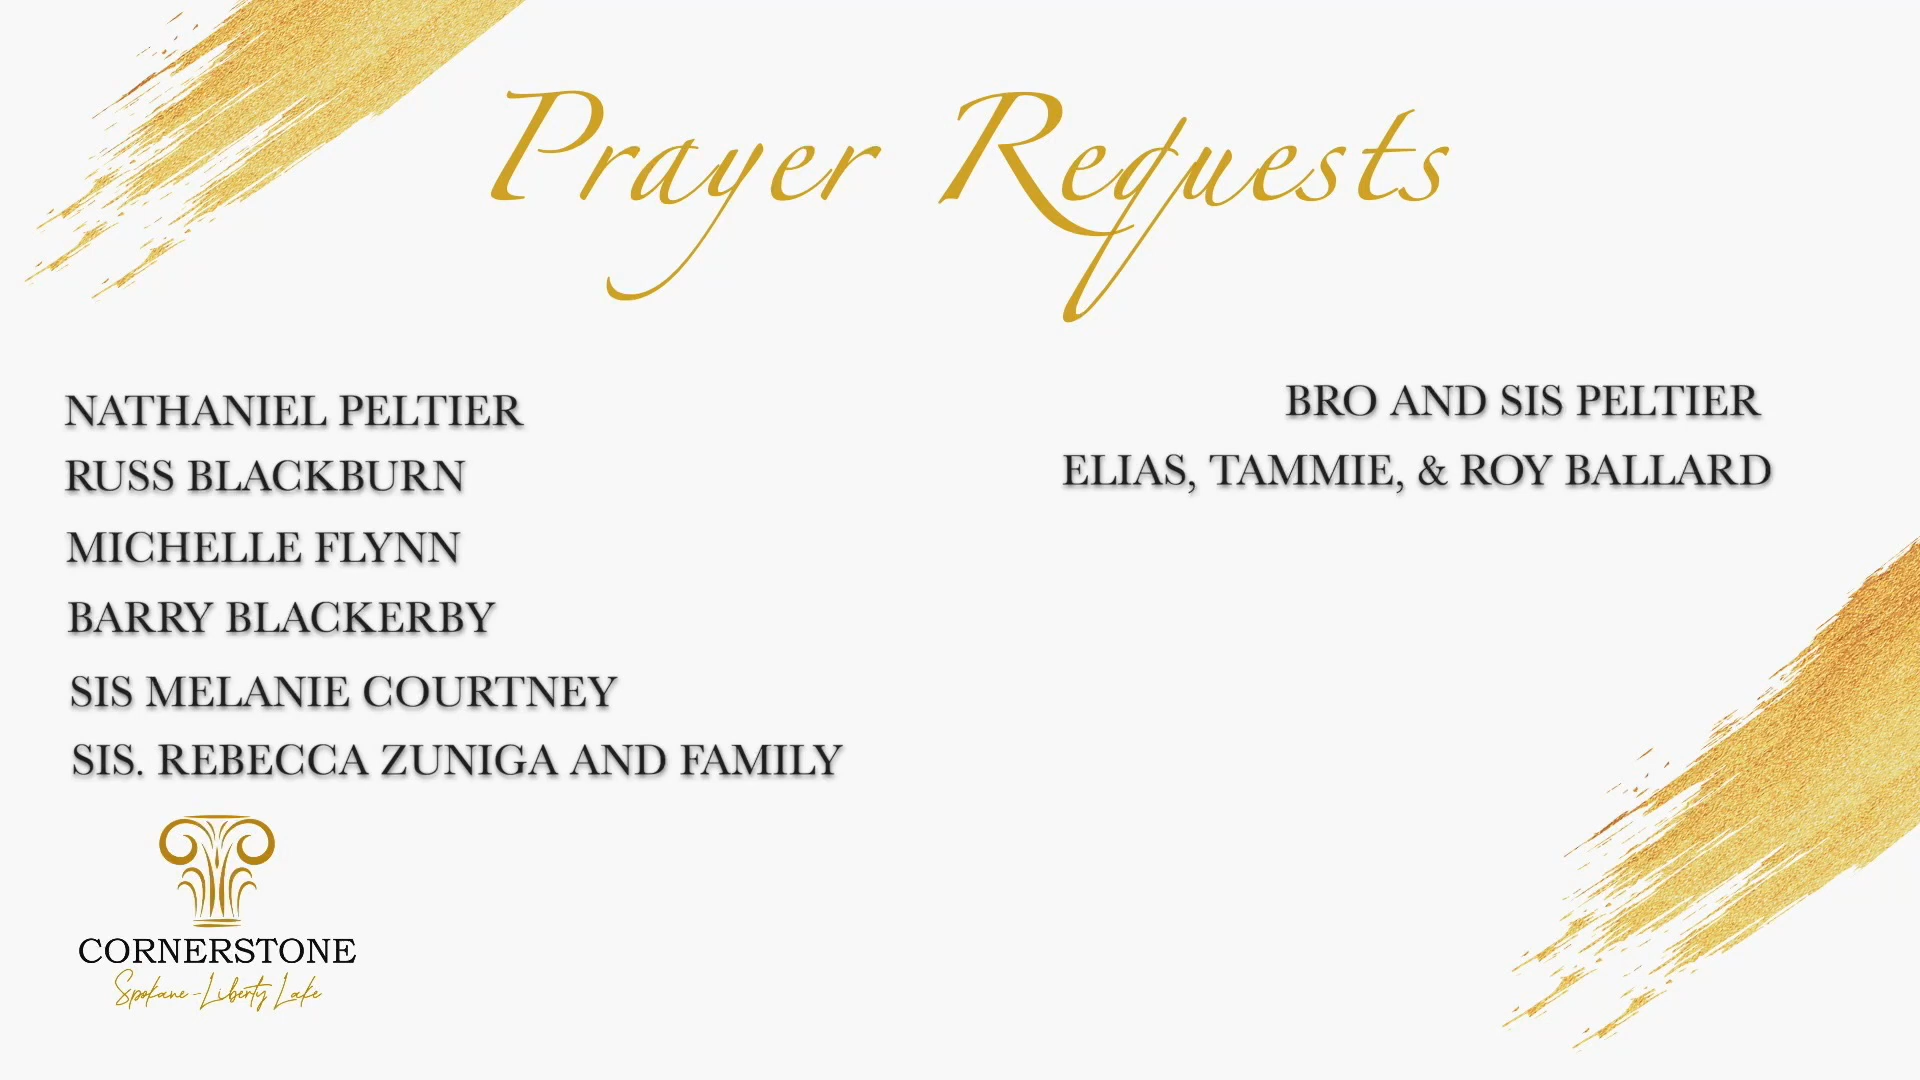 Prayer Requests
NATHANIEL PELTIER
RUSS BLACKBURN
MICHELLE FLYNN
BARRY BLACKERBY
SIS MELANIE COURTNEY
SIS. REBECCA ZUNIGA AND FAMILY
BRO AND SIS PELTIER
ELIAS, TAMMIE, & ROY BALLARD
CORNERSTONE
Spokane-Liberty Lake